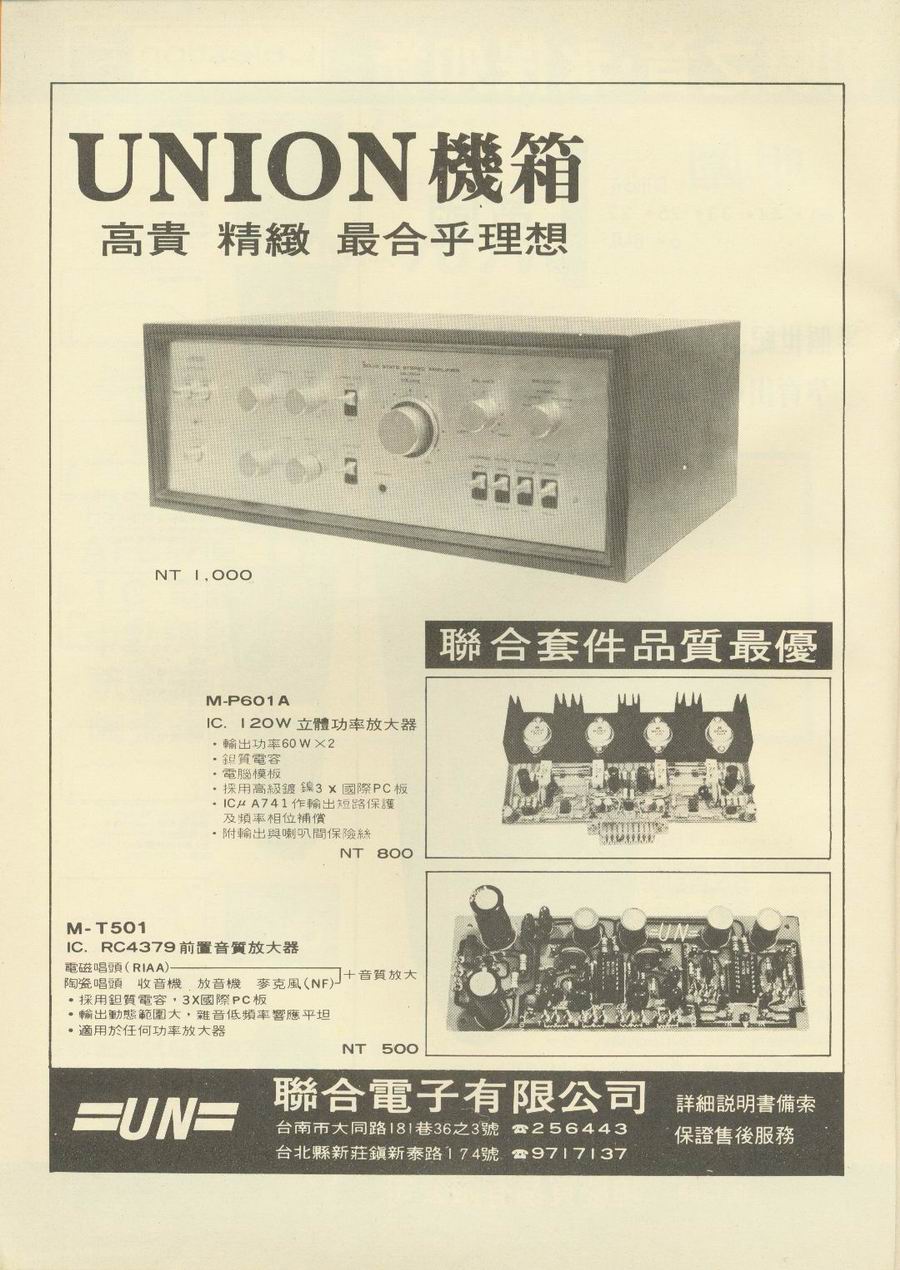 UNION機箱
高貴 精緻 最合乎理想
SOLID STATE STEREO AMPLIFIER
NT 1,000
聯合套件品質最優
M-P601A
IC. 120W 立體功率放大器
・輸出功率60W×2
・鉭質電容
・電腦模板
・採用高級鍍鎳3x國際PC板
・ICμA741作輸出短路保護
及頻率相位補償
・附輸出與喇叭間保險絲
NT 800
M-T501
IC. RC4379前置音質放大器
電磁唱頭(RIAA)
陶瓷唱頭 收音機 放音機 麥克風(NF)
+音質放大
・採用鉭質電容，3X國際PC板
・輸出動態範圍大，雜音低頻率響應平坦
・適用於任何功率放大器
NT 500
=UN=
=UN=
聯合電子有限公司
台南市大同路181巷36之3號 ☎256443
台北縣新莊鎮新泰路174號 ☎9717137
詳細說明書備索
保證售後服務